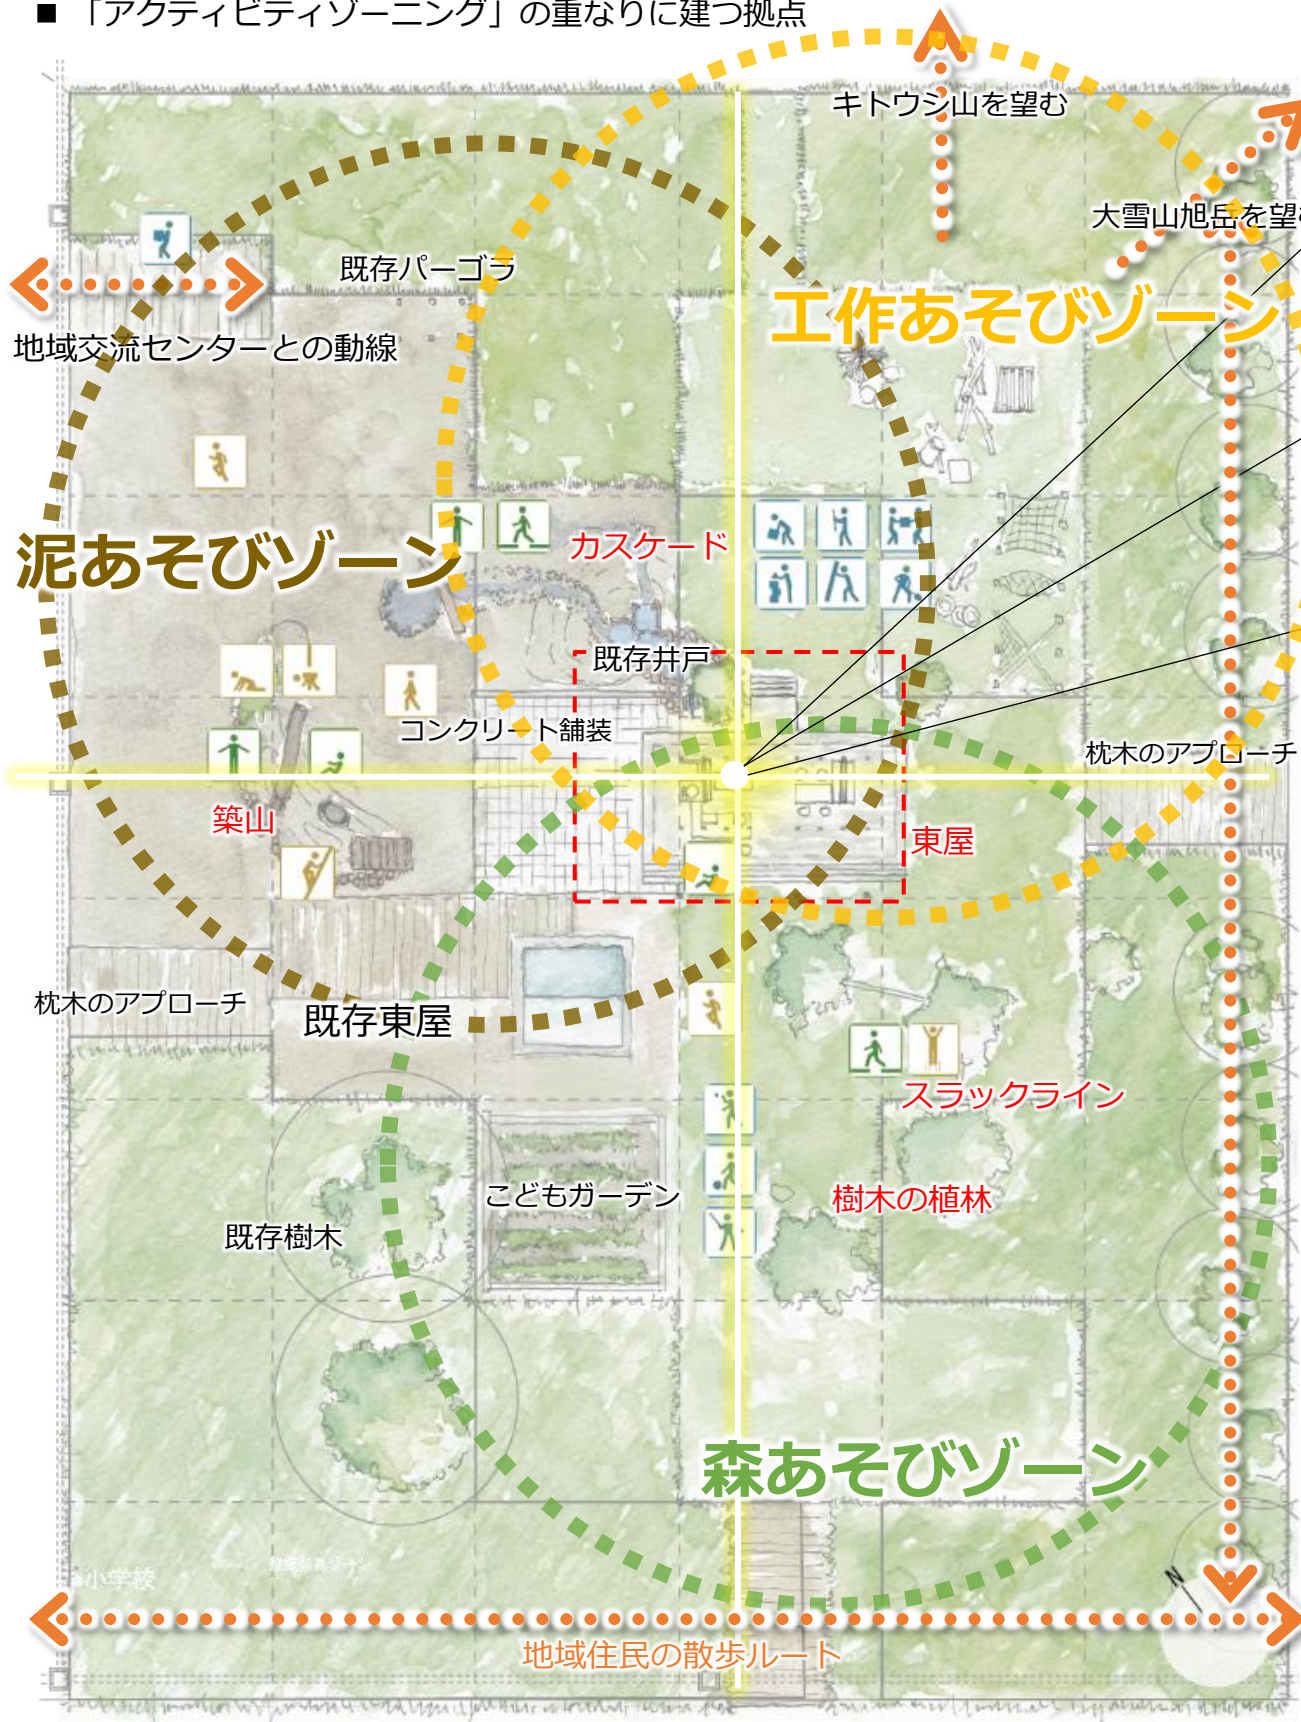 ■ 「アクティビティゾーニング」の重なりに建つ拠点
キトウシ山を望む
大雪山旭岳を望む
既存パーゴラ
工作あそびゾーン
地域交流センターとの動線
泥あそびゾーン
カスケード
既存井戸
コンクリート舗装
枕木のアプローチ
築山
東屋
枕木のアプローチ
既存東屋
スラックライン
こどもガーデン
樹木の植林
既存樹木
森あそびゾーン
小学校
N
地域住民の散歩ルート